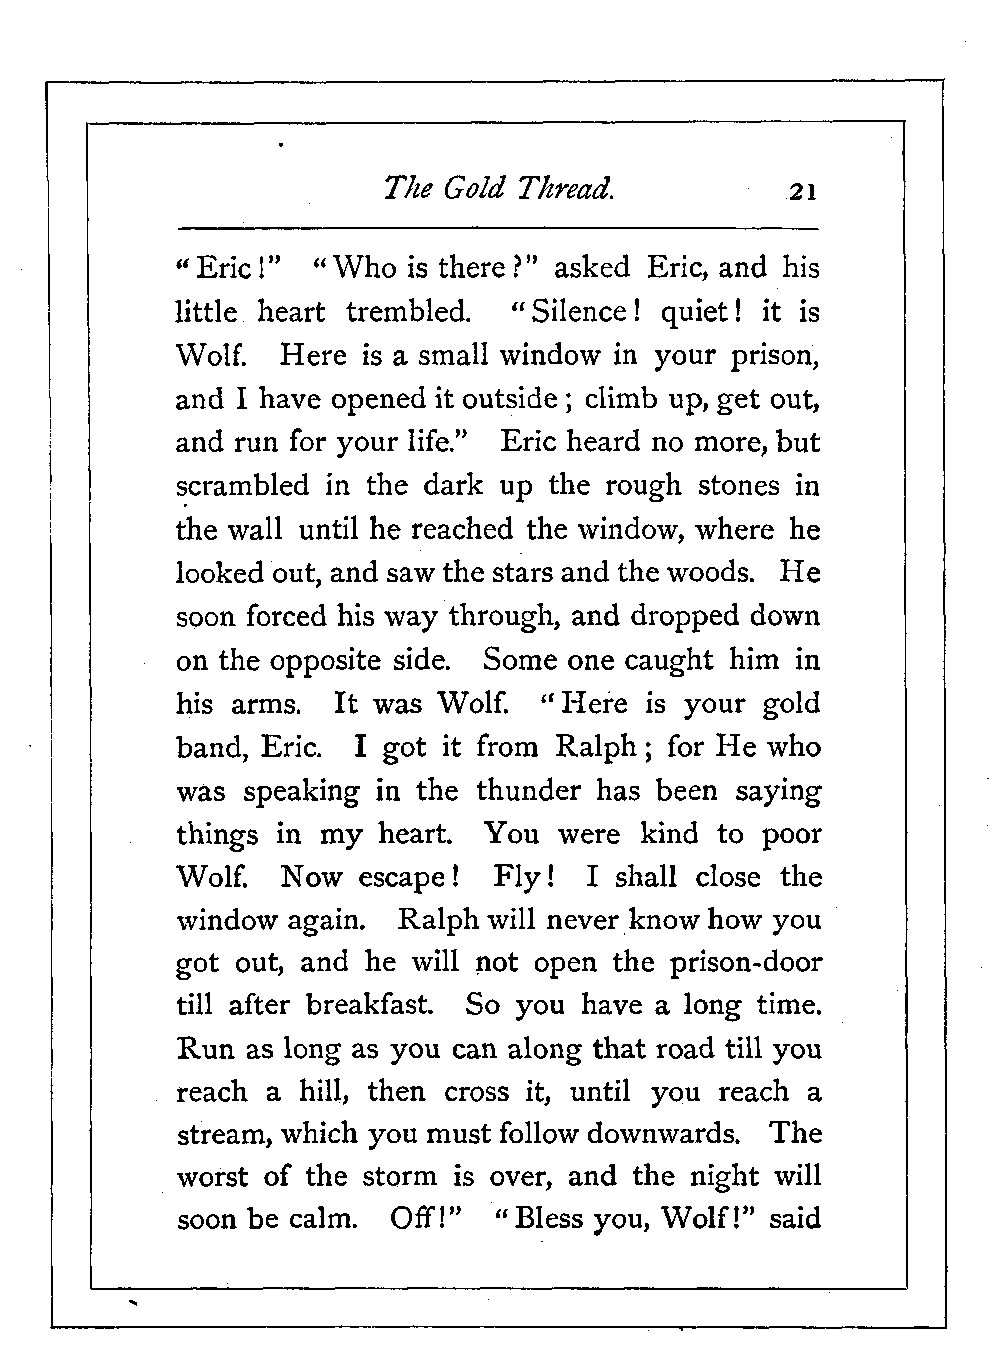 The Gold Thread. 21
“Eric!” “Who is there?” asked Eric, and his
little heart trembled. “Silence! quiet! it is
Wolf. Here is a small window in your prison,
and I have opened it outside; climb up, get out,
and run for your life.” Eric heard no more, but
scrambled in the dark up the rough stones in
the wall until he reached the window, where he
looked out, and saw the stars and the woods. He
soon forced his way through, and dropped down
on the opposite side. Some one caught him in
his arms. It was Wolf. “Here is your gold
band, Eric. I got it from Ralph; for He who
was speaking in the thunder has been saying
things in my heart. You were kind to poor
Wolf. Now escape! Fly! I shall close the
window again. Ralph will never know how you
got out, and he will not open the prison-door
till after breakfast. So you have a long time.
Run as long as you can along that road till you
reach a hill, then cross it, until you reach a
stream, which you must follow downwards. The
worst of the storm is over, and the night will
soon be calm. Off!” “Bless you, Wolf!” said